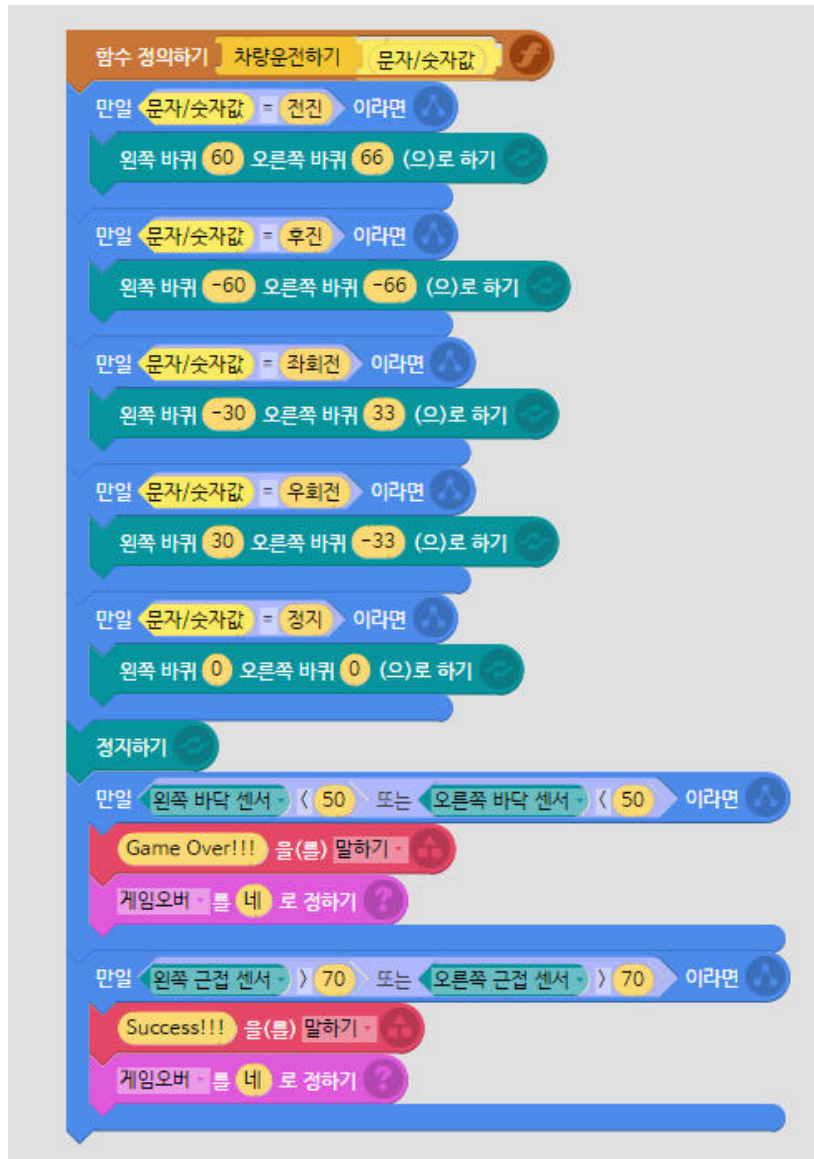 함수 정의하기 차량운전하기 문자/숫자값
만일 문자/숫자값 = 전진 이라면
왼쪽 바퀴 60 오른쪽 바퀴 66 (으)로 하기
만일 문자/숫자값 = 후진 이라면
왼쪽 바퀴 -60 오른쪽 바퀴 -66 (으)로 하기
만일 문자/숫자값 = 좌회전 이라면
왼쪽 바퀴 -30 오른쪽 바퀴 33 (으)로 하기
만일 문자/숫자값 = 우회전 이라면
왼쪽 바퀴 30 오른쪽 바퀴 -33 (으)로 하기
만일 문자/숫자값 = 정지 이라면
왼쪽 바퀴 0 오른쪽 바퀴 0 (으)로 하기
정지하기
만일 왼쪽 바닥 센서 < 50 또는 오른쪽 바닥 센서 < 50 이라면
Game Over!!! 을(를) 말하기
게임오버 를 네 로 정하기
만일 왼쪽 근접 센서 > 70 또는 오른쪽 근접 센서 > 70 이라면
Success!!! 을(를) 말하기
게임오버 를 네 로 정하기